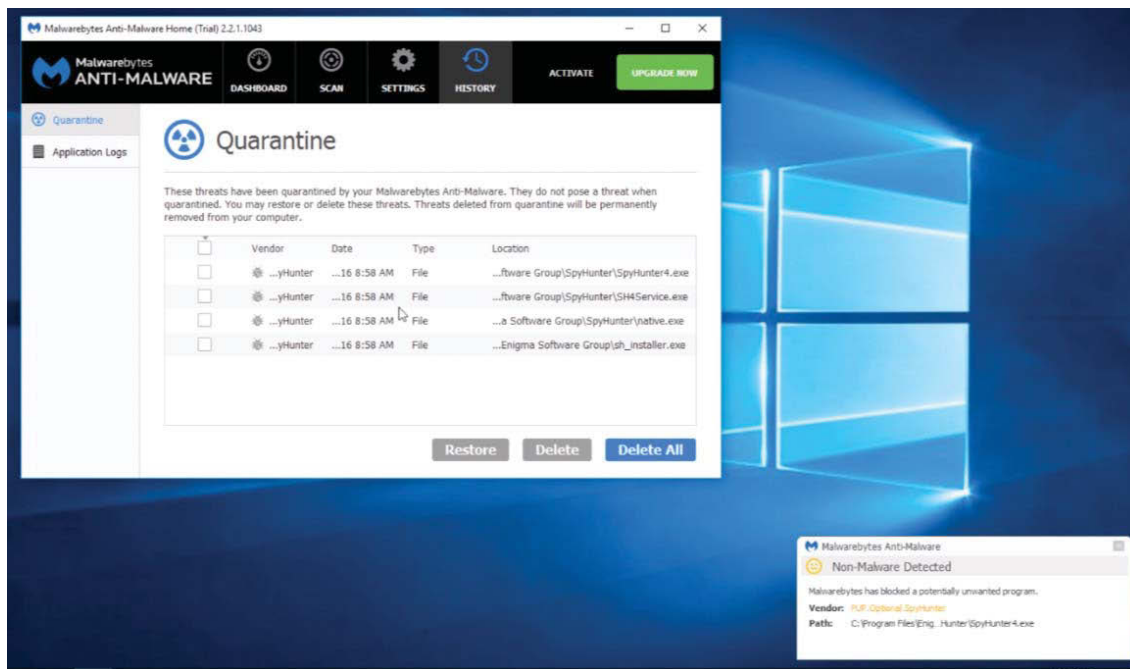 Malwarebytes Anti-Malware Home (Trial) 2.2.1.1043
Malwarebytes
ANTI-MALWARE
DASHBOARD
SCAN
SETTINGS
HISTORY
ACTIVATE
UPGRADE NOW
Quarantine
Application Logs
Quarantine
These threats have been quarantined by your Malwarebytes Anti-Malware. They do not pose a threat when
quarantined. You may restore or delete these threats. Threats deleted from quarantine will be permanently
removed from your computer.
Vendor Date Type Location
...yHunter ...16 8:58 AM File ...ftware Group\SpyHunter\SpyHunter4.exe
...yHunter ...16 8:58 AM File ...ftware Group\SpyHunter\SH4Service.exe
...yHunter ...16 8:58 AM File ...a Software Group\SpyHunter\native.exe
...yHunter ...16 8:58 AM File ...Enigma Software Group\sh_installer.exe
Restore Delete Delete All
Malwarebytes Anti-Malware
Non-Malware Detected
Malwarebytes has blocked a potentially unwanted program.
Vendor: PUP.Optional.SpyHunter
Path: C:\Program Files\Enig...Hunter\SpyHunter4.exe